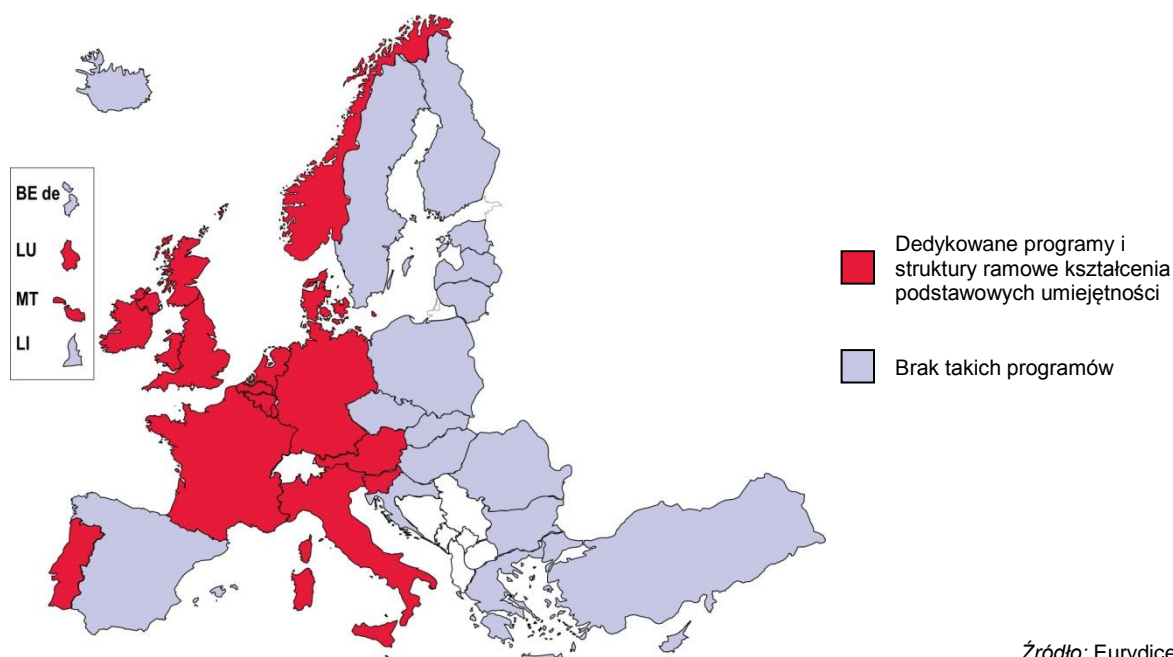 BE de
LU
MT
LI
Dedykowane programy i
struktury ramowe kształcenia
podstawowych umiejętności
Brak takich programów
Źródło: Eurydice